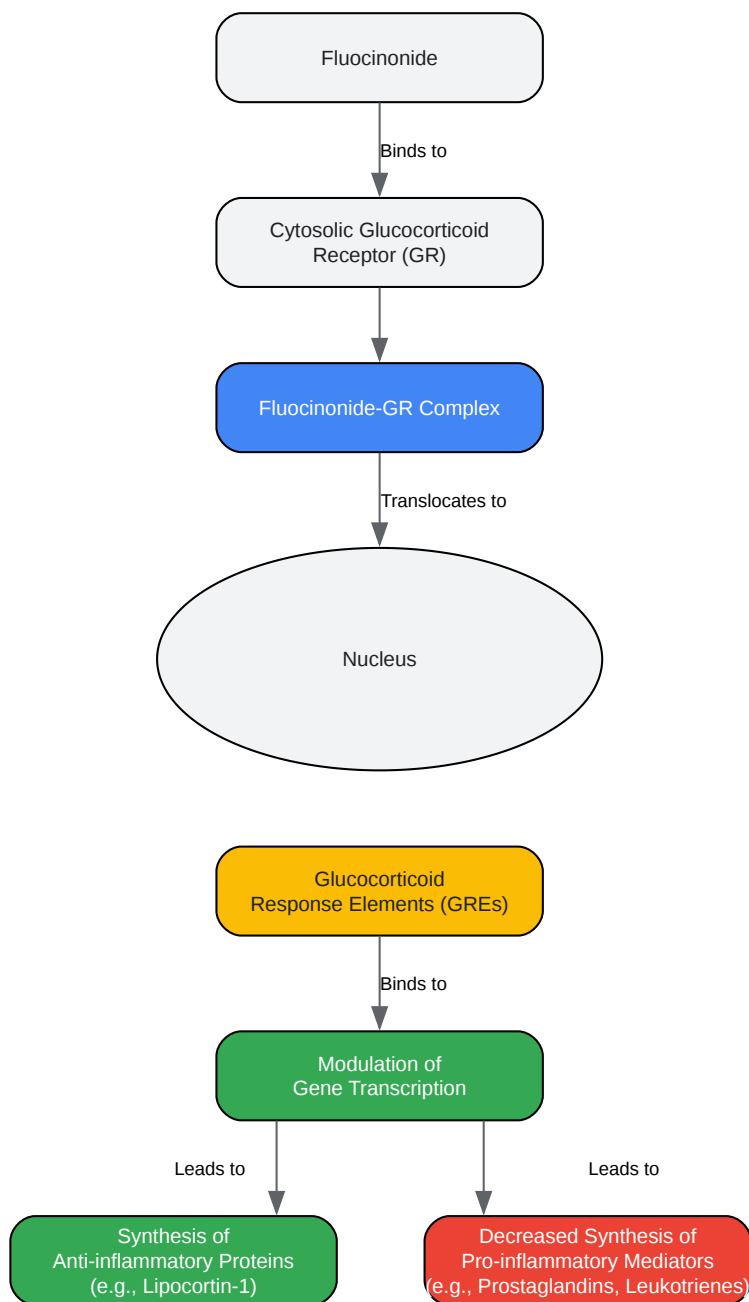 Fluocinonide
Binds to
Cytosolic Glucocorticoid
Receptor (GR)
Fluocinonide-GR Complex
Translocates to
Nucleus
Glucocorticoid
Response Elements (GREs)
Binds to
Modulation of
Gene Transcription
Leads to
Leads to
Synthesis of
Anti-inflammatory Proteins
(e.g., Lipocortin-1)
Decreased Synthesis of
Pro-inflammatory Mediators
(e.g., Prostaglandins, Leukotrienes)